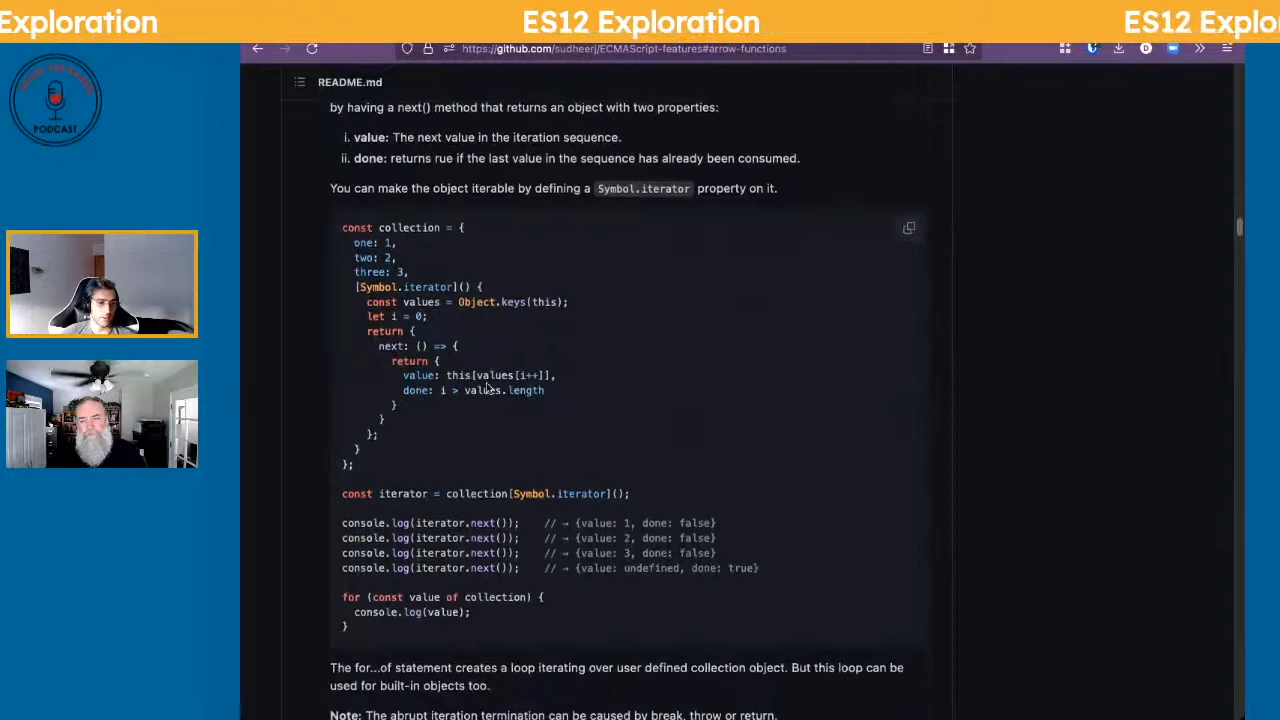 Exploration
ES12 Exploration
ES12 Explo
https://github.com/sudheerj/ECMAScript-features#arrow-functions
PODCAST
README.md
by having a next() method that returns an object with two properties:
i. value: The next value in the iteration sequence.
ii. done: returns rue if the last value in the sequence has already been consumed.
You can make the object iterable by defining a Symbol.iterator property on it.
const collection = {
one: 1,
two: 2,
three: 3,
[Symbol.iterator]() {
const values = Object.keys(this);
let i = 0;
return {
next: () => {
return {
value: this[values[i++]],
done: i > values.length
}
}
};
}
};
const iterator = collection[Symbol.iterator]();
console.log(iterator.next()); // → {value: 1, done: false}
console.log(iterator.next()); // → {value: 2, done: false}
console.log(iterator.next()); // → {value: 3, done: false}
console.log(iterator.next()); // → {value: undefined, done: true}
for (const value of collection) {
console.log(value);
}
The for...of statement creates a loop iterating over user defined collection object. But this loop can be
used for built-in objects too.
Note: The abrupt iteration termination can be caused by break, throw or return.